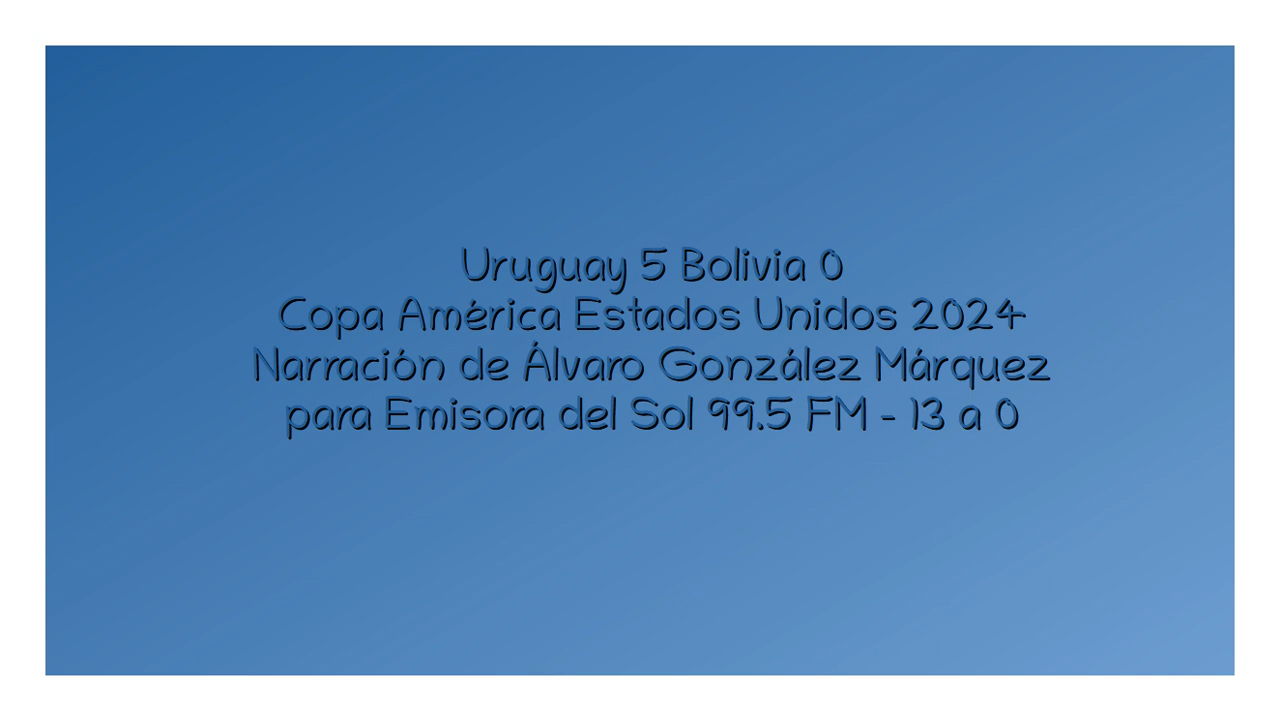 Uruguay 5 Bolivia 0
Copa América Estados Unidos 2024
Narración de Álvaro González Márquez
para Emisora del Sol 99.5 FM - 13 a 0